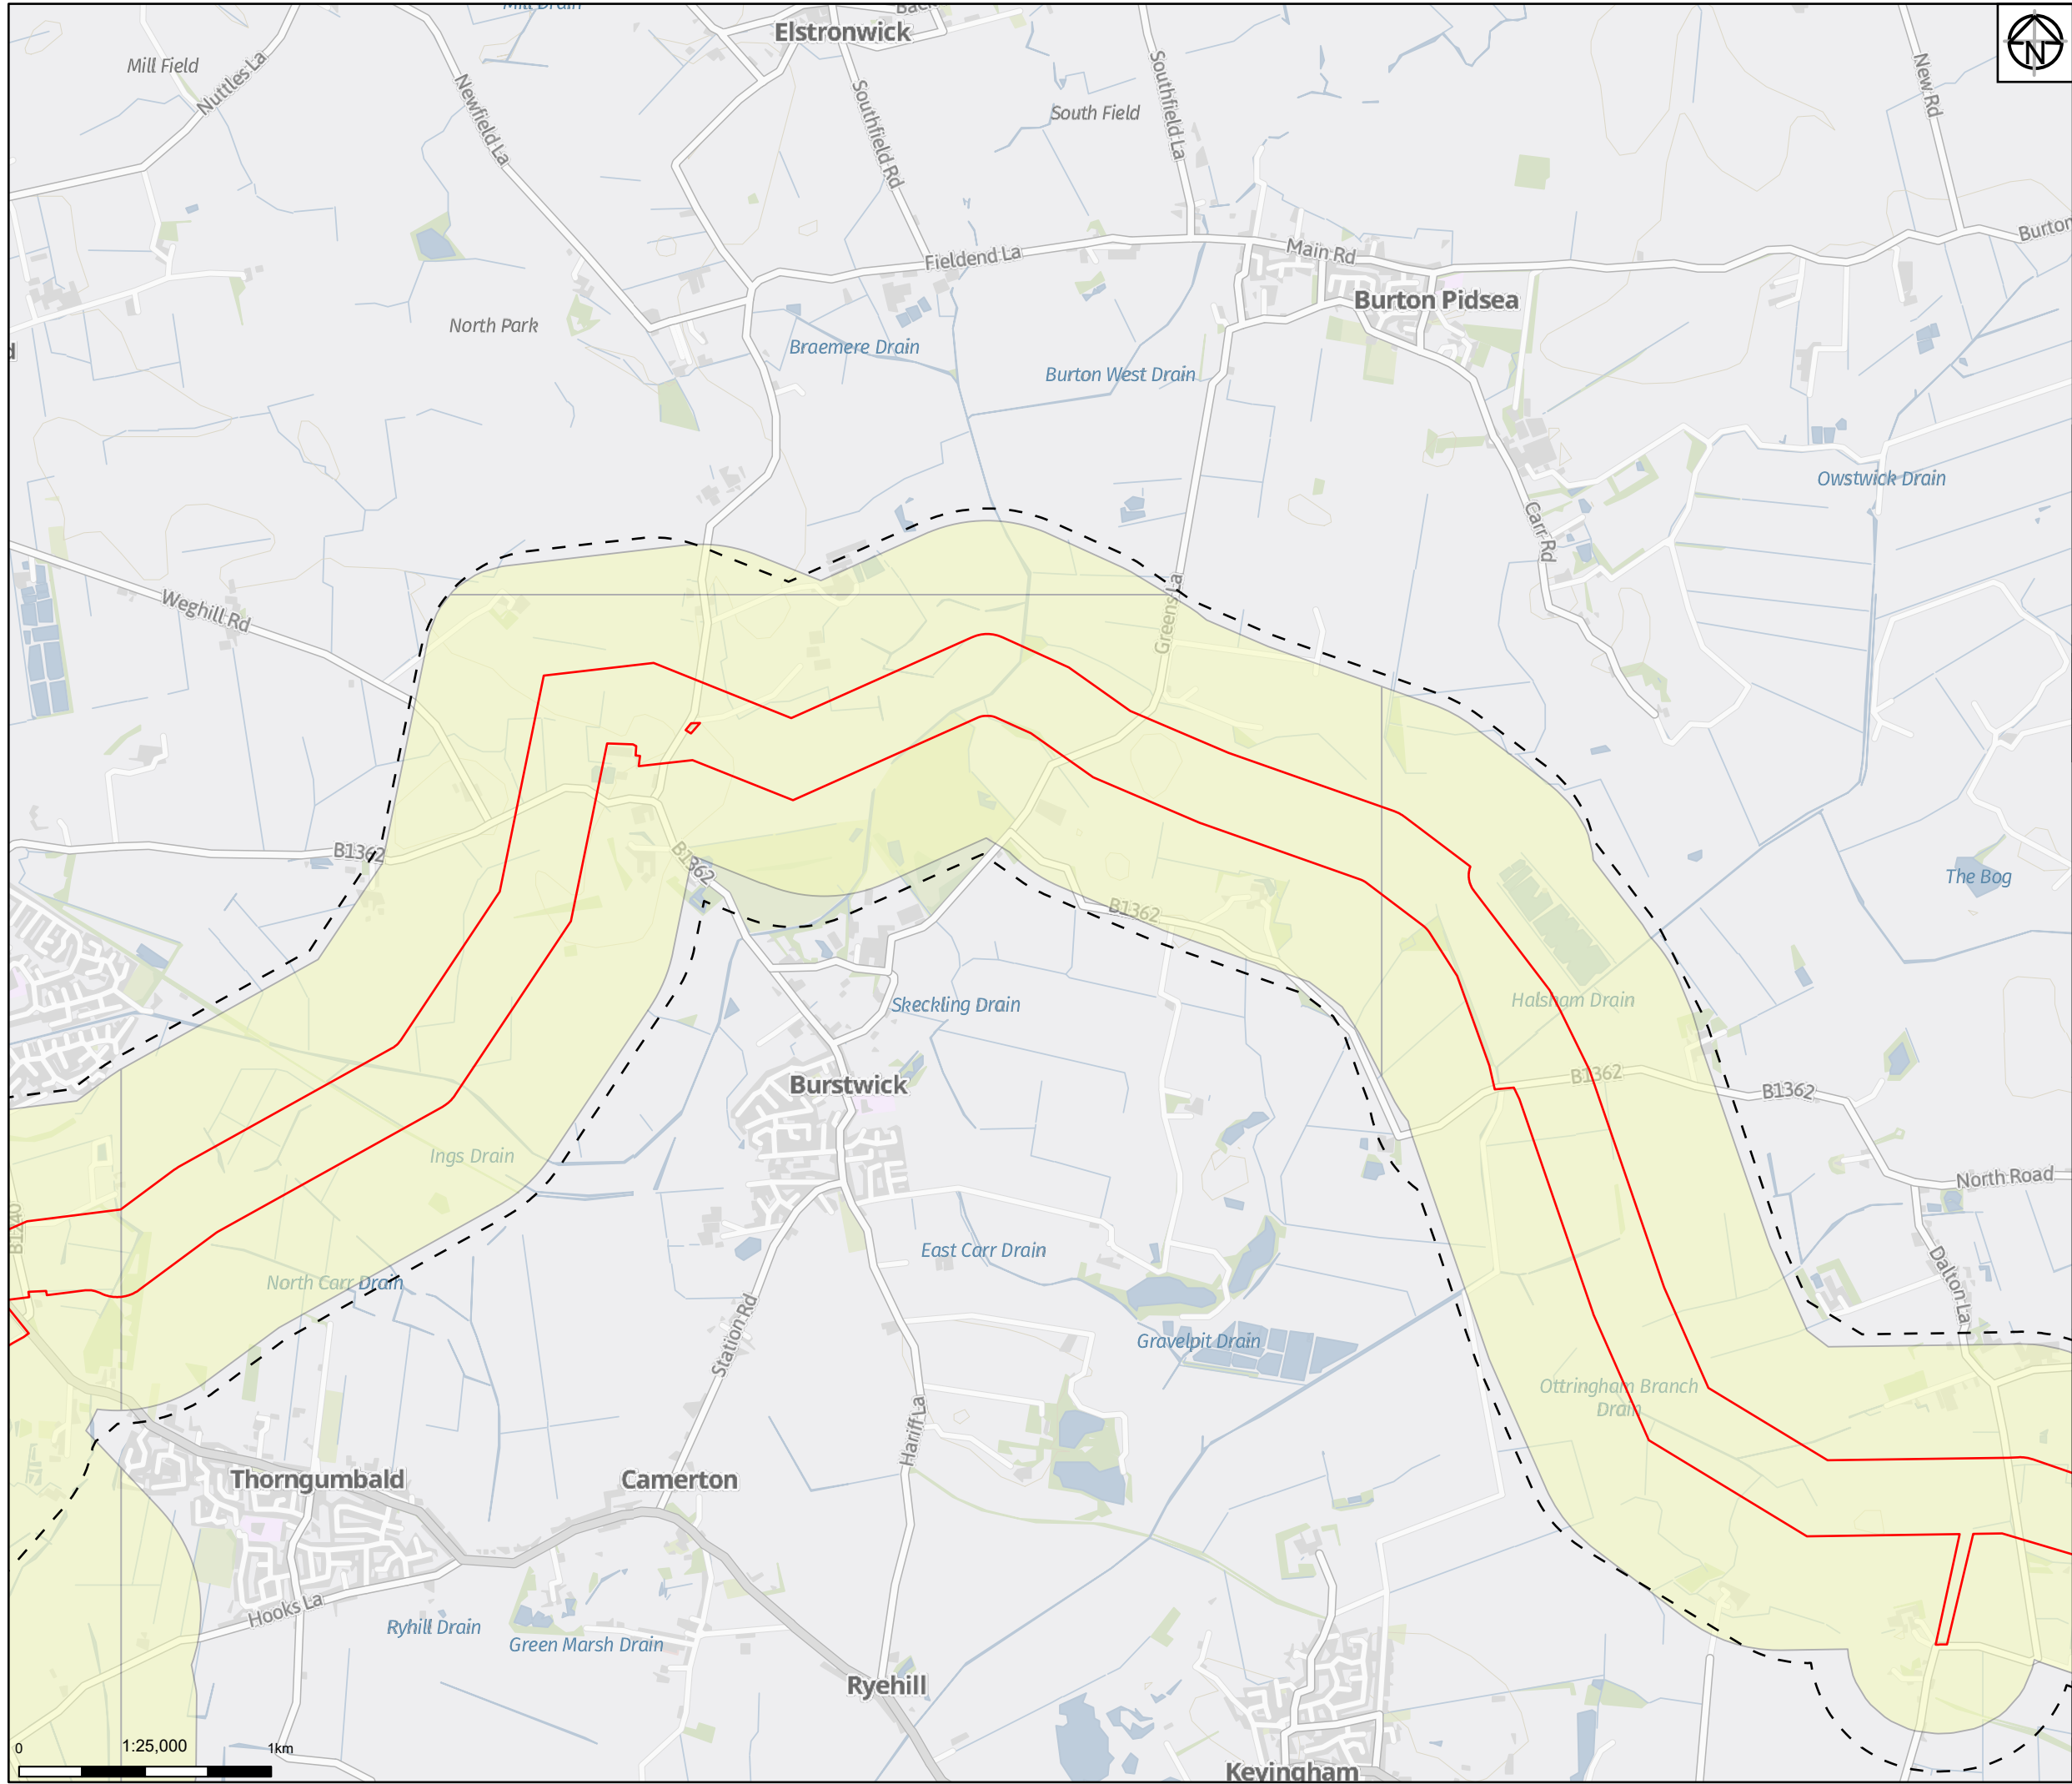 Mill Drain
Back
Elstronwick
N
Mill Field
Nuttles La
Newfield La
Southfield Rd
South Field
Southfield La
New Rd
Burton
Fieldend La
Main Rd
Burton Pidsea
North Park
Braemere Drain
Burton West Drain
d
Owstwick Drain
Carr Rd
Weghill Rd
Greens La
B1362
B1362
The Bog
B1362
Skeckling Drain
Halsham Drain
Burstwick
B1362
B1362
Ings Drain
North Road
B1240
East Carr Drain
North Carr Drain
Dalton La
Station Rd
Gravelpit Drain
Ottringham Branch
Drain
Hariff La
Thorngumbald
Camerton
Hooks La
Ryhill Drain
Green Marsh Drain
Ryehill
0
1:25,000
1km
Keyingham